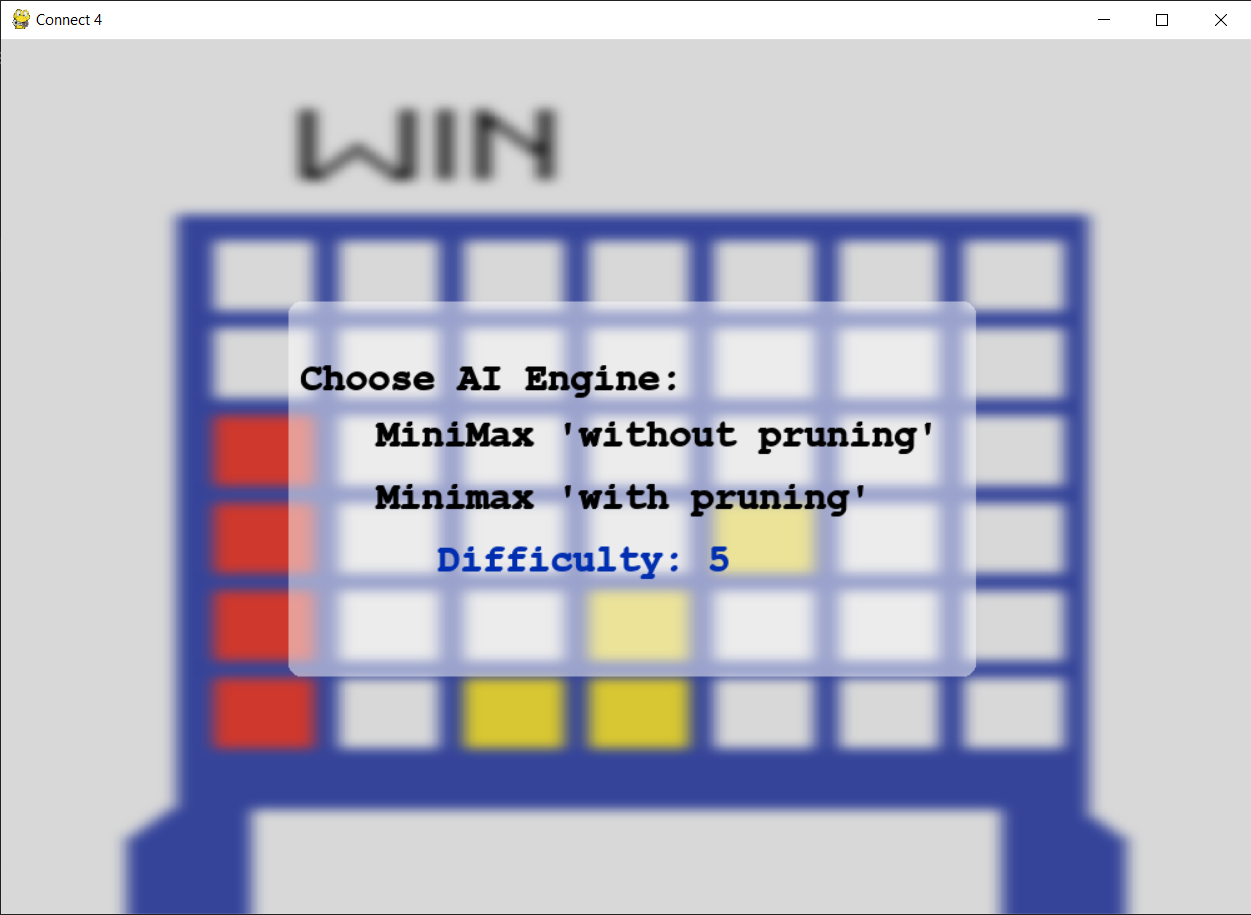 Connect 4
WIN
Choose AI Engine:
MiniMax 'without pruning'
Minimax 'with pruning'
Difficulty: 5